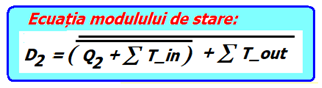 Ecuația modulului de stare:
D₂ = ( Q₂ + ∑ T_in ) + ∑ T_out